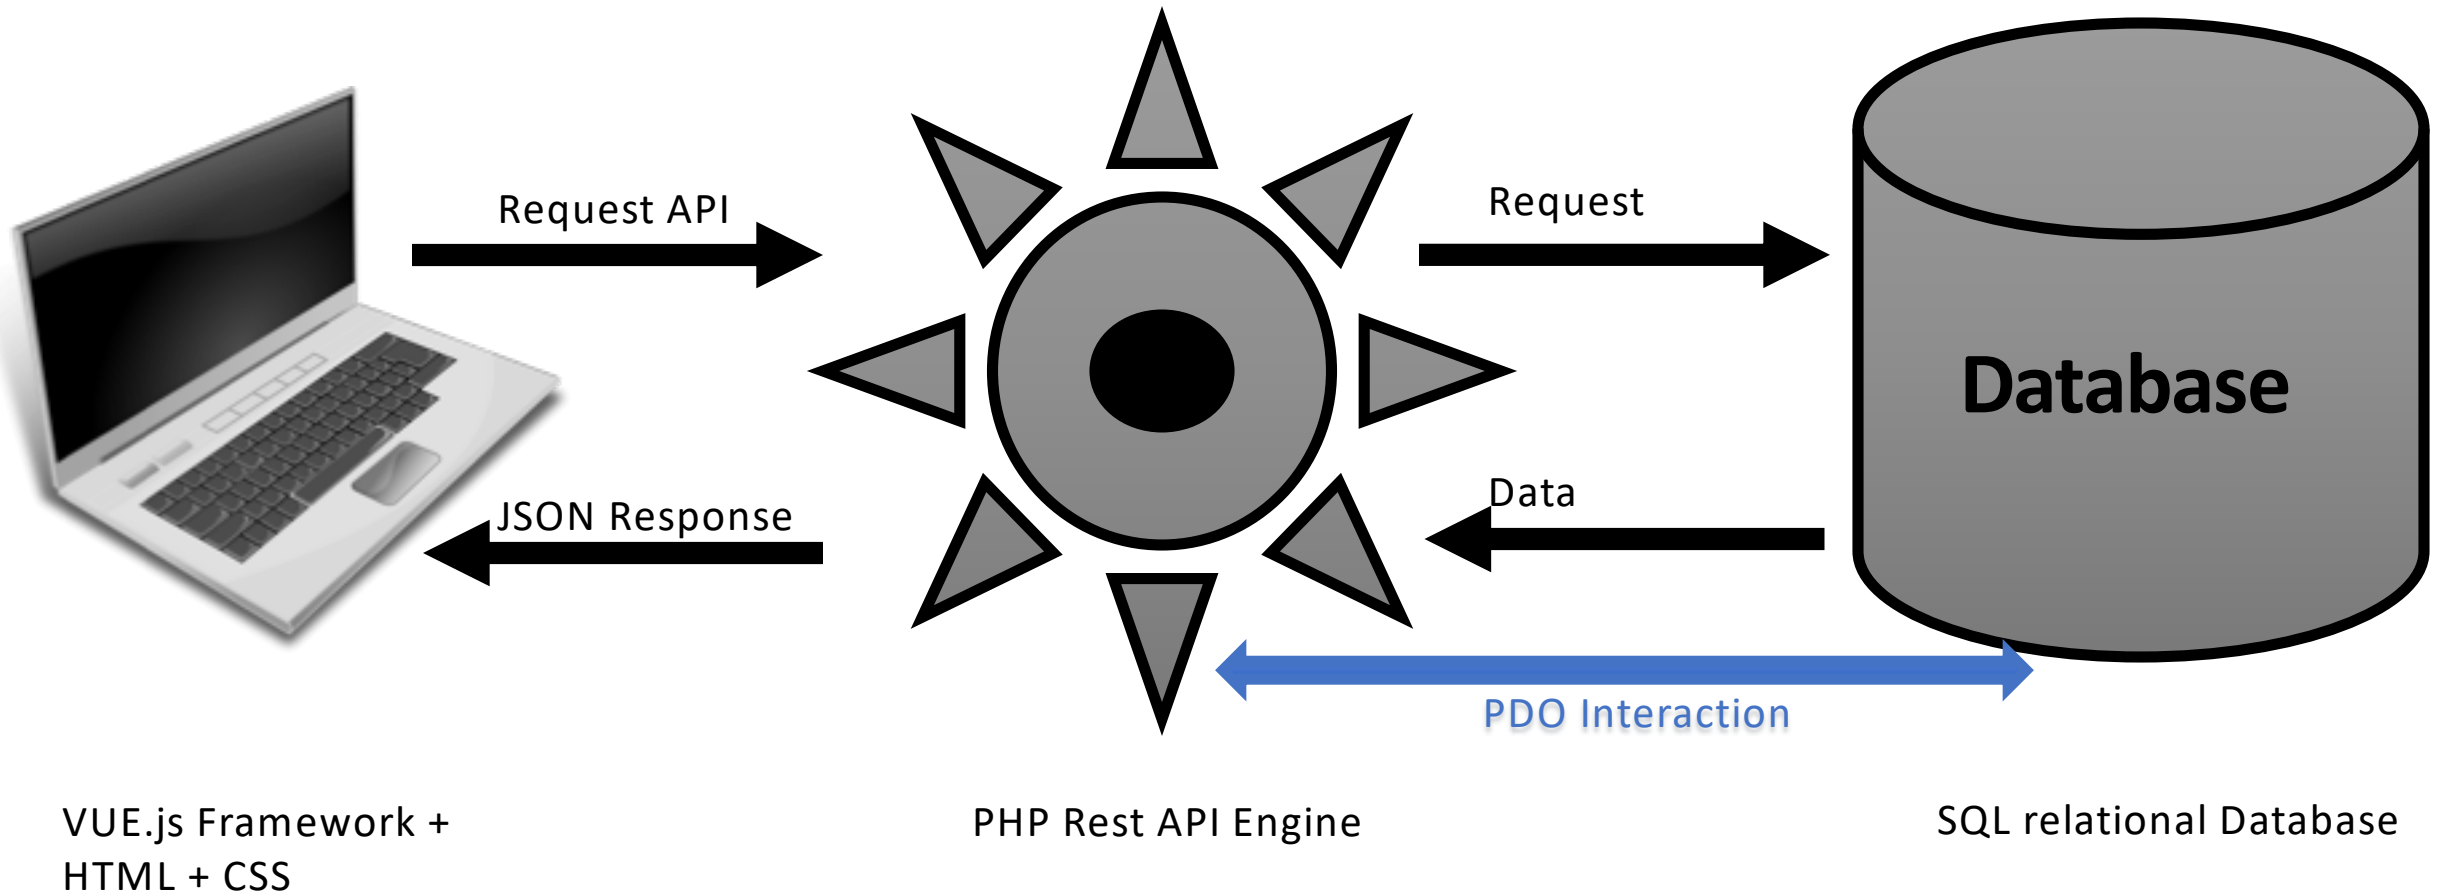 Request API
Request
Database
JSON Response
Data
PDO Interaction
VUE.js Framework +
HTML + CSS
PHP Rest API Engine
SQL relational Database